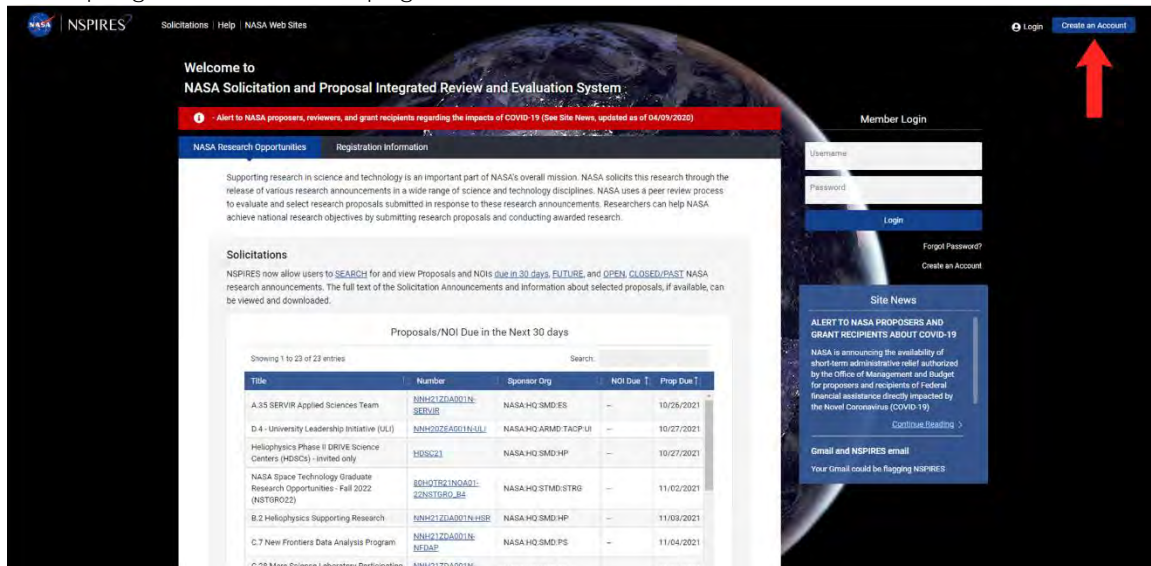 NASA
NSPIRES
Solicitations | Help | NASA Web Sites
Login
Create an Account
Welcome to
NASA Solicitation and Proposal Integrated Review and Evaluation System
- Alert to NASA proposers, reviewers, and grant recipients regarding the impacts of COVID-19 (See Site News, updated as of 04/09/2020)
NASA Research Opportunities
Registration Information
Supporting research in science and technology is an important part of NASA's overall mission. NASA solicits this research through the
release of various research announcements in a wide range of science and technology disciplines. NASA uses a peer review process
to evaluate and select research proposals submitted in response to these research announcements. Researchers can help NASA
achieve national research objectives by submitting research proposals and conducting awarded research.
Solicitations
NSPIRES now allow users to SEARCH for and view Proposals and NOIs due in 30 days, FUTURE, and OPEN, CLOSED/PAST NASA
research announcements. The full text of the Solicitation Announcements and information about selected proposals, if available, can
be viewed and downloaded.
Proposals/NOI Due in the Next 30 days
Showing 1 to 23 of 23 entries
Search:
Title Number Sponsor Org NOI Due Prop Due
A.35 SERVIR Applied Sciences Team NNH21ZDA001N-SERVIR NASA:HQ:SMD:ES -- 10/26/2021
D.4 - University Leadership Initiative (ULI) NNH20ZEA001N-ULI NASA:HQ:ARMD:TACP:UI -- 10/27/2021
Heliophysics Phase II DRIVE Science
Centers (HDSCs) - invited only HDSC21 NASA:HQ:SMD:HP -- 10/27/2021
NASA Space Technology Graduate
Research Opportunities - Fall 2022
(NSTGRO22) 80HQTR21NOA01-22NSTGRO_B4 NASA:HQ:STMD:STRG -- 11/02/2021
B.2 Heliophysics Supporting Research NNH21ZDA001N-HSR NASA:HQ:SMD:HP -- 11/03/2021
C.7 New Frontiers Data Analysis Program NNH21ZDA001N-NFDAP NASA:HQ:SMD:PS -- 11/04/2021
Member Login
Username
Password
Login
Forgot Password?
Create an Account
Site News
ALERT TO NASA PROPOSERS AND
GRANT RECIPIENTS ABOUT COVID-19
NASA is announcing the availability of
short-term administrative relief authorized
by the Office of Management and Budget
for proposers and recipients of Federal
financial assistance directly impacted by
the Novel Coronavirus (COVID-19)
Continue Reading >
Gmail and NSPIRES email
Your Gmail could be flagging NSPIRES